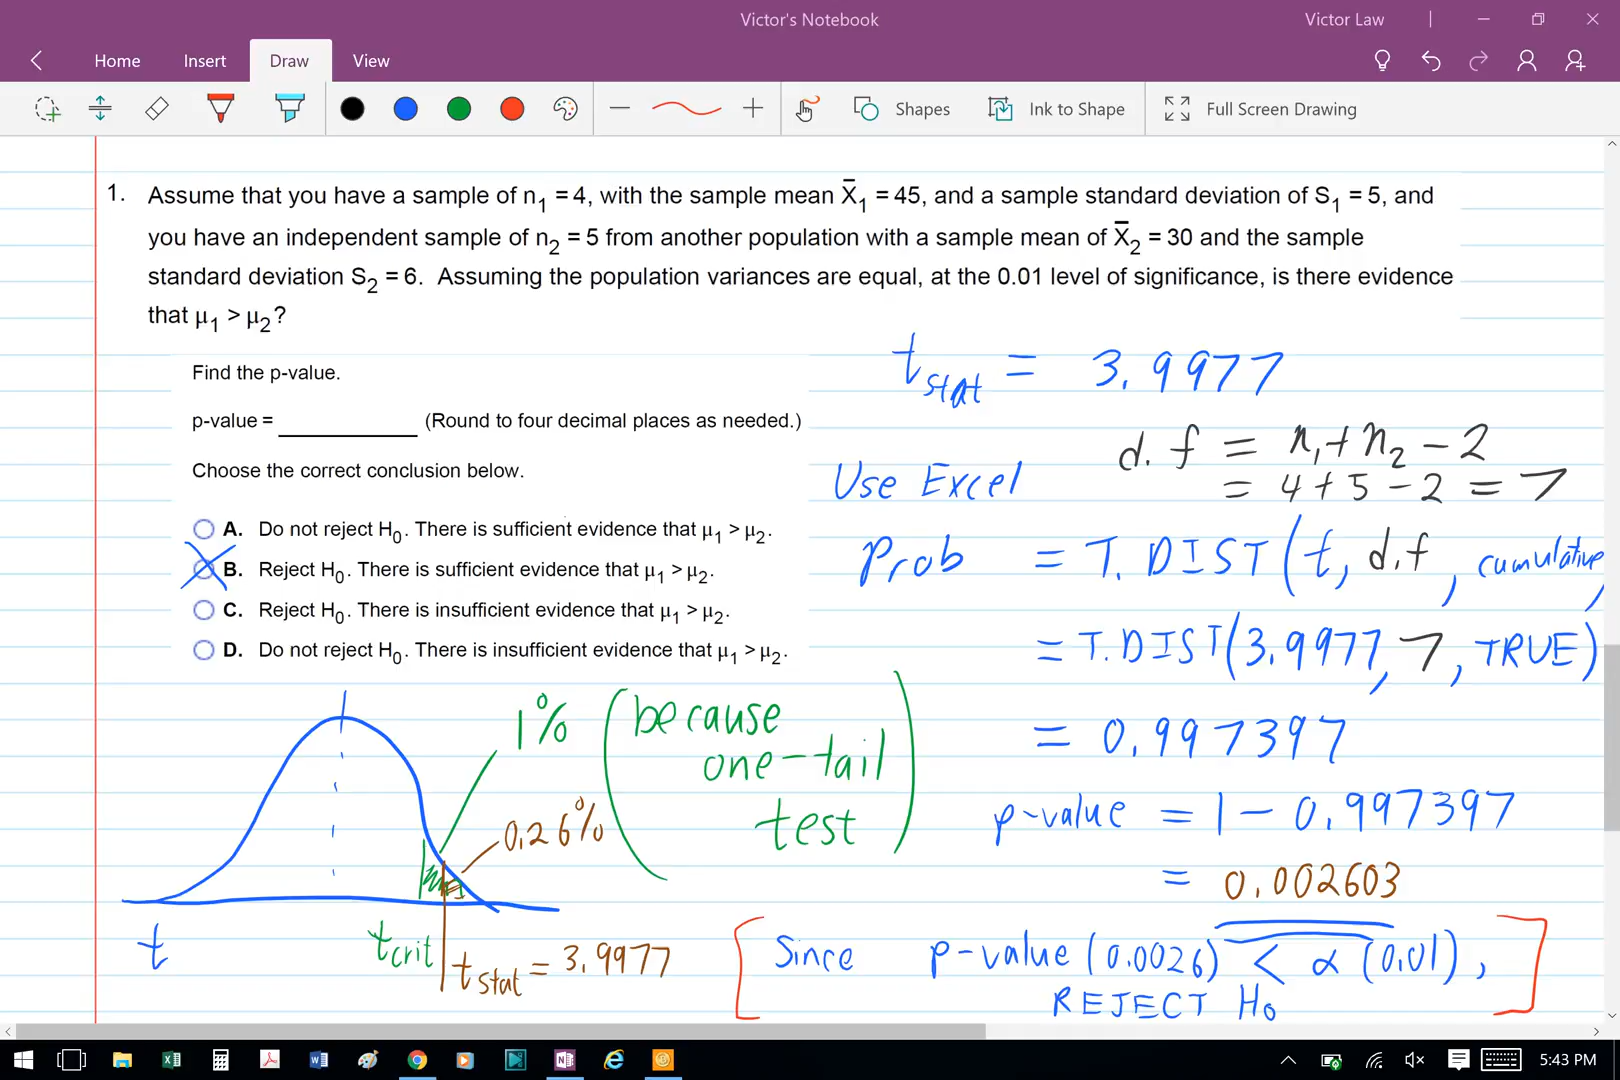 Victor's Notebook
Victor Law
Home Insert Draw View
Shapes Ink to Shape Full Screen Drawing
1. Assume that you have a sample of n1 = 4, with the sample mean X̄1 = 45, and a sample standard deviation of S1 = 5, and
you have an independent sample of n2 = 5 from another population with a sample mean of X̄2 = 30 and the sample
standard deviation S2 = 6. Assuming the population variances are equal, at the 0.01 level of significance, is there evidence
that μ1 > μ2?
Find the p-value.
p-value = ________ (Round to four decimal places as needed.)
Choose the correct conclusion below.
A. Do not reject H0. There is sufficient evidence that μ1 > μ2.
B. Reject H0. There is sufficient evidence that μ1 > μ2.
C. Reject H0. There is insufficient evidence that μ1 > μ2.
D. Do not reject H0. There is insufficient evidence that μ1 > μ2.
tstat = 3.9977
d.f = n1 + n2 - 2
= 4 + 5 - 2 = 7
Use Excel
Prob = T.DIST(t, d.f, cumulative,
= T.DIST(3.9977, 7, TRUE)
= 0.997397
p-value = 1 - 0.997397
= 0.002603
1% (because
one-tail
test)
0.26%
t
tcrit
tstat = 3.9977
[Since p-value (0.0026) < α (0.01),
REJECT H0]
5:43 PM